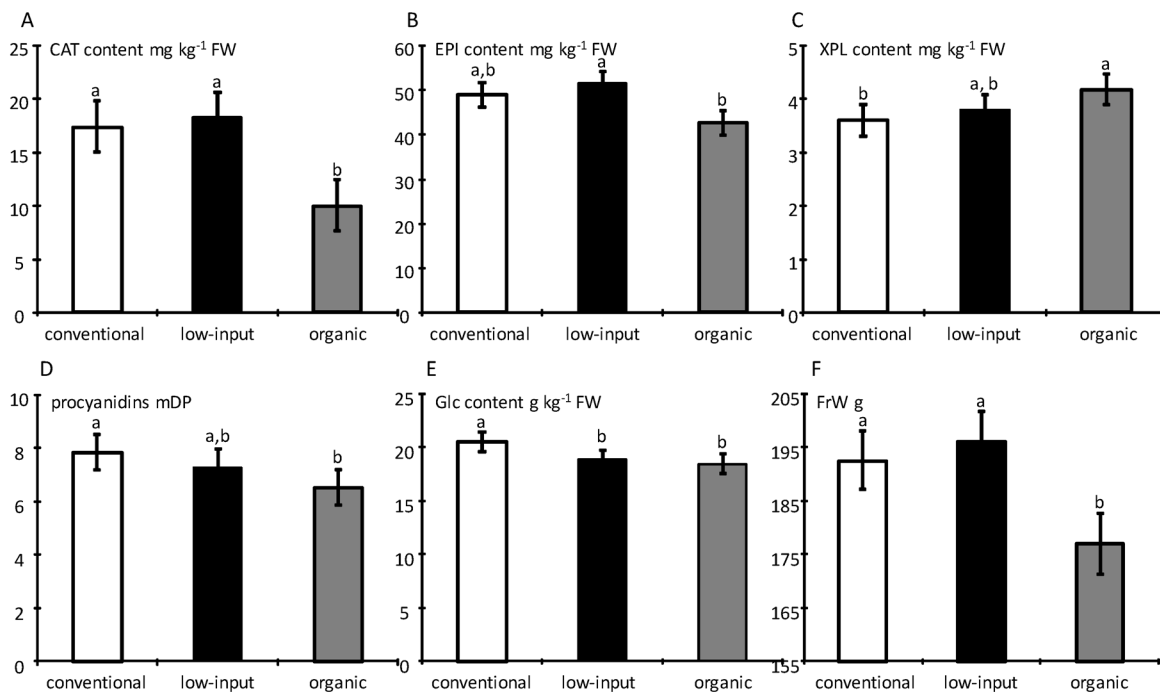 A
CAT content mg kg⁻¹ FW
25
20
15
10
5
0
a
a
b
conventional
low-input
organic
B
EPI content mg kg⁻¹ FW
60
50
40
30
20
10
0
a,b
a
b
conventional
low-input
organic
C
XPL content mg kg⁻¹ FW
5
4
3
2
1
0
b
a,b
a
conventional
low-input
organic
D
procyanidins mDP
10
8
6
4
2
0
a
a,b
b
conventional
low-input
organic
E
Glc content g kg⁻¹ FW
25
20
15
10
5
0
a
b
b
conventional
low-input
organic
F
FrW g
205
195
185
175
165
155
a
a
b
conventional
low-input
organic